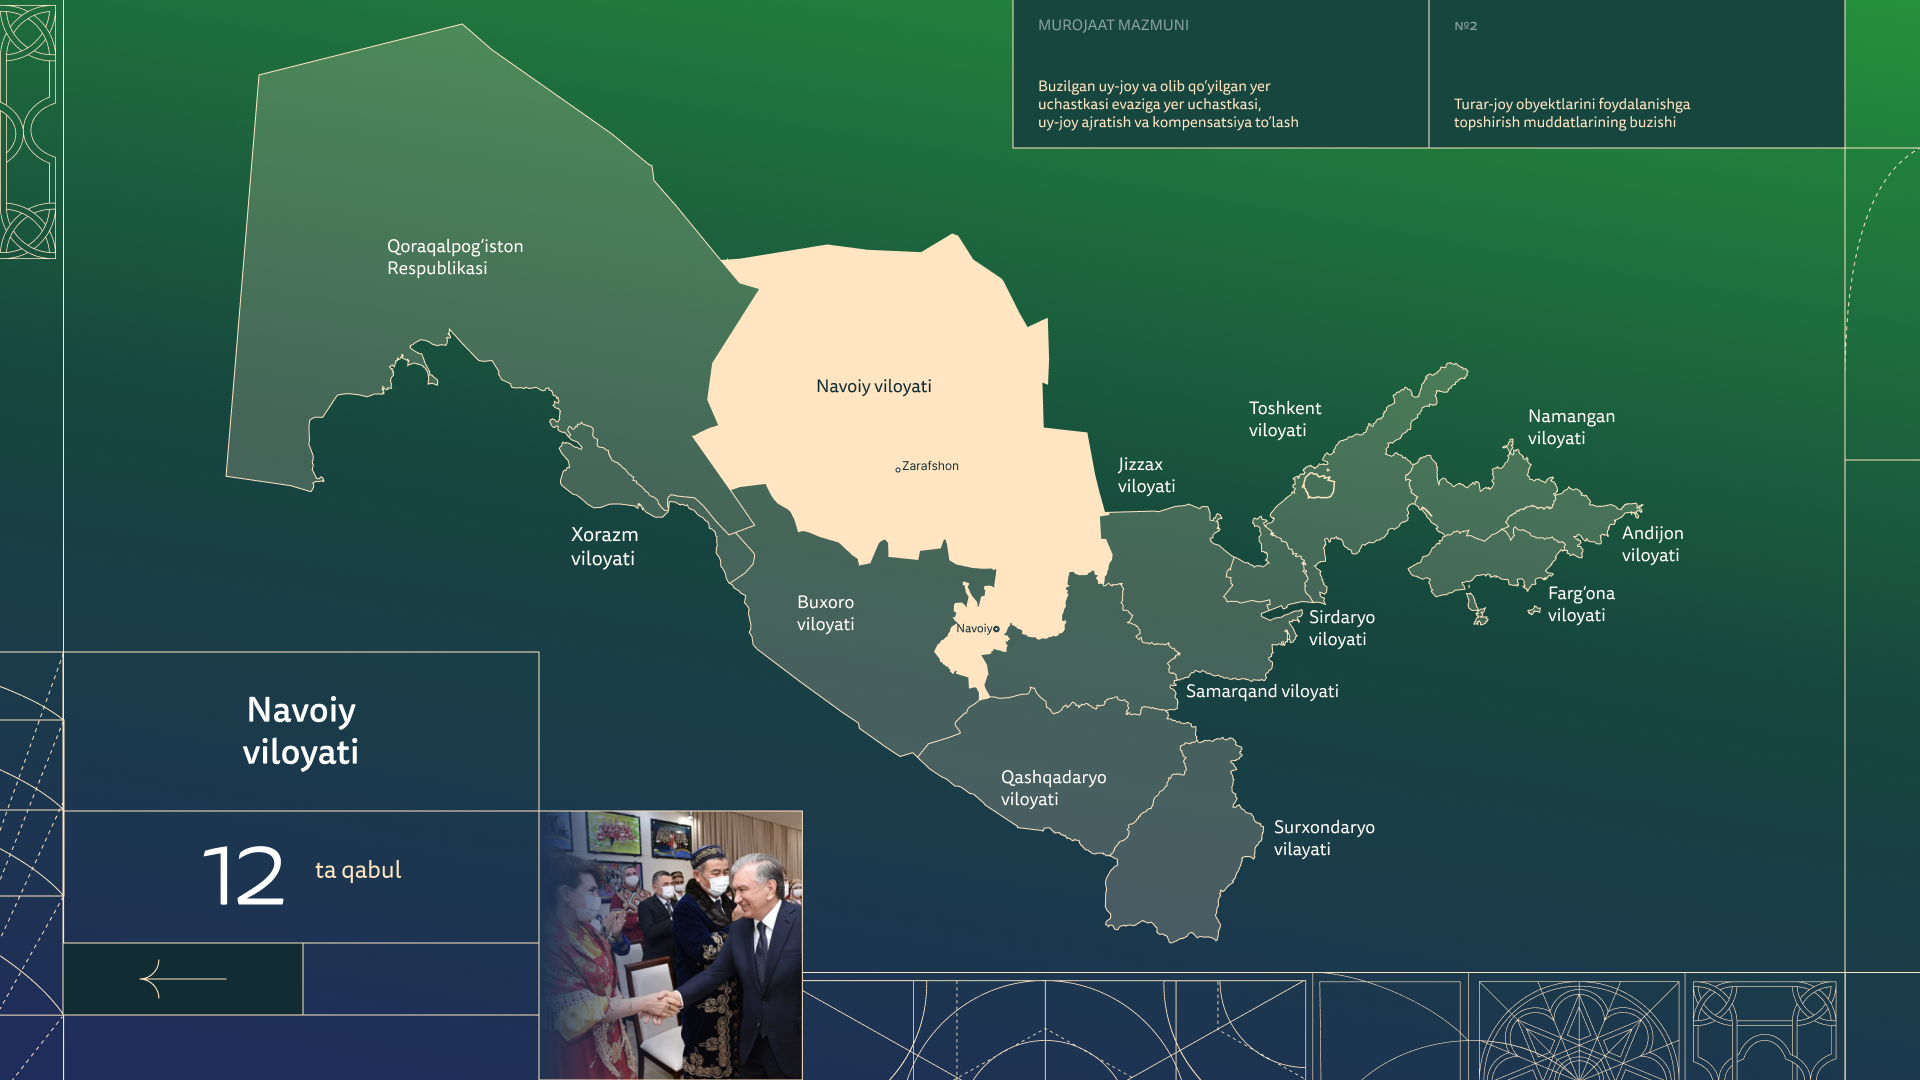 MUROJAAT MAZMUNI
№2
Buzilgan uy-joy va olib qo‘yilgan yer
uchastkasi evaziga yer uchastkasi,
uy-joy ajratish va kompensatsiya to‘lash
Turar-joy obyektlarini foydalanishga
topshirish muddatlarining buzishi
Qoraqalpog‘iston
Respublikasi
Navoiy viloyati
Zarafshon
Toshkent
viloyati
Namangan
viloyati
Jizzax
viloyati
Xorazm
viloyati
Andijon
viloyati
Buxoro
viloyati
Farg‘ona
viloyati
Navoiy
Sirdaryo
viloyati
Samarqand viloyati
Qashqadaryo
viloyati
Surxondaryo
vilayati
Navoiy
viloyati
12 ta qabul